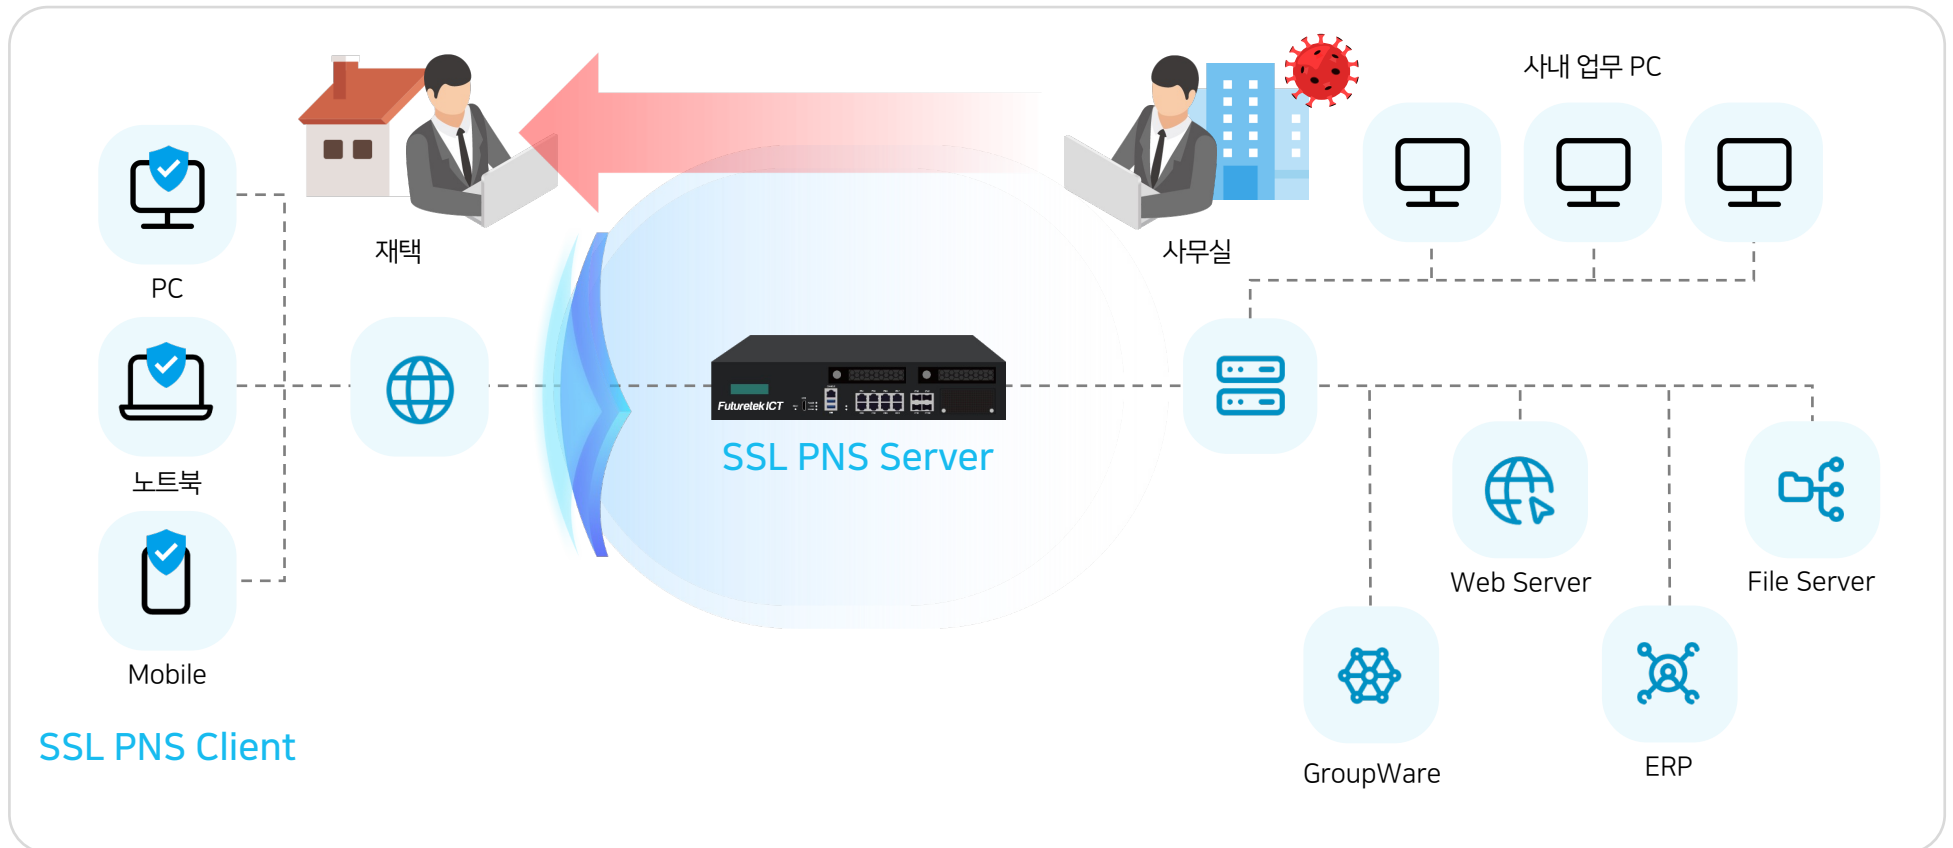 사내 업무 PC
재택
사무실
PC
노트북
Mobile
SSL PNS Client
Futuretek ICT
SSL PNS Server
Web Server
File Server
GroupWare
ERP